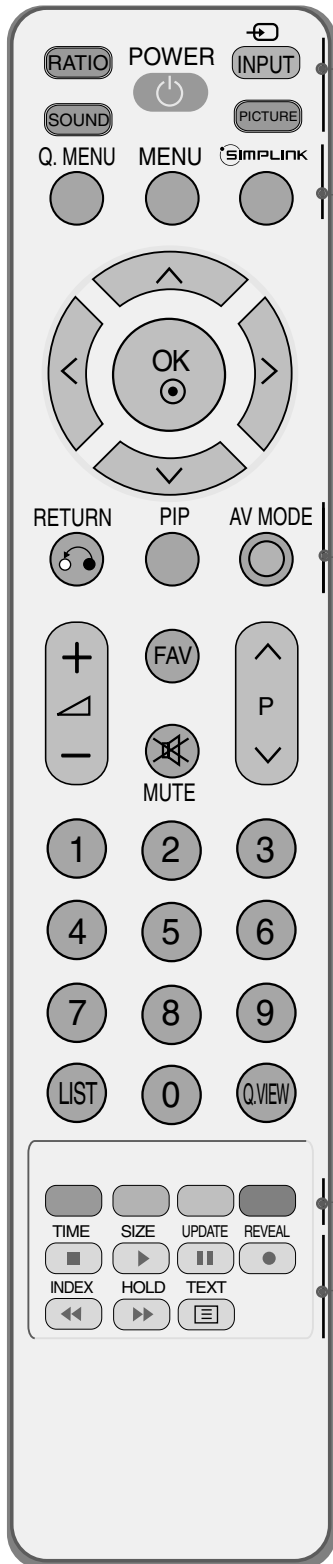 RATIO POWER INPUT
SOUND PICTURE
Q. MENU MENU SIMPLINK
OK
RETURN PIP AV MODE
FAV
P
MUTE
1 2 3
4 5 6
7 8 9
LIST 0 Q.VIEW
TIME SIZE UPDATE REVEAL
INDEX HOLD TEXT